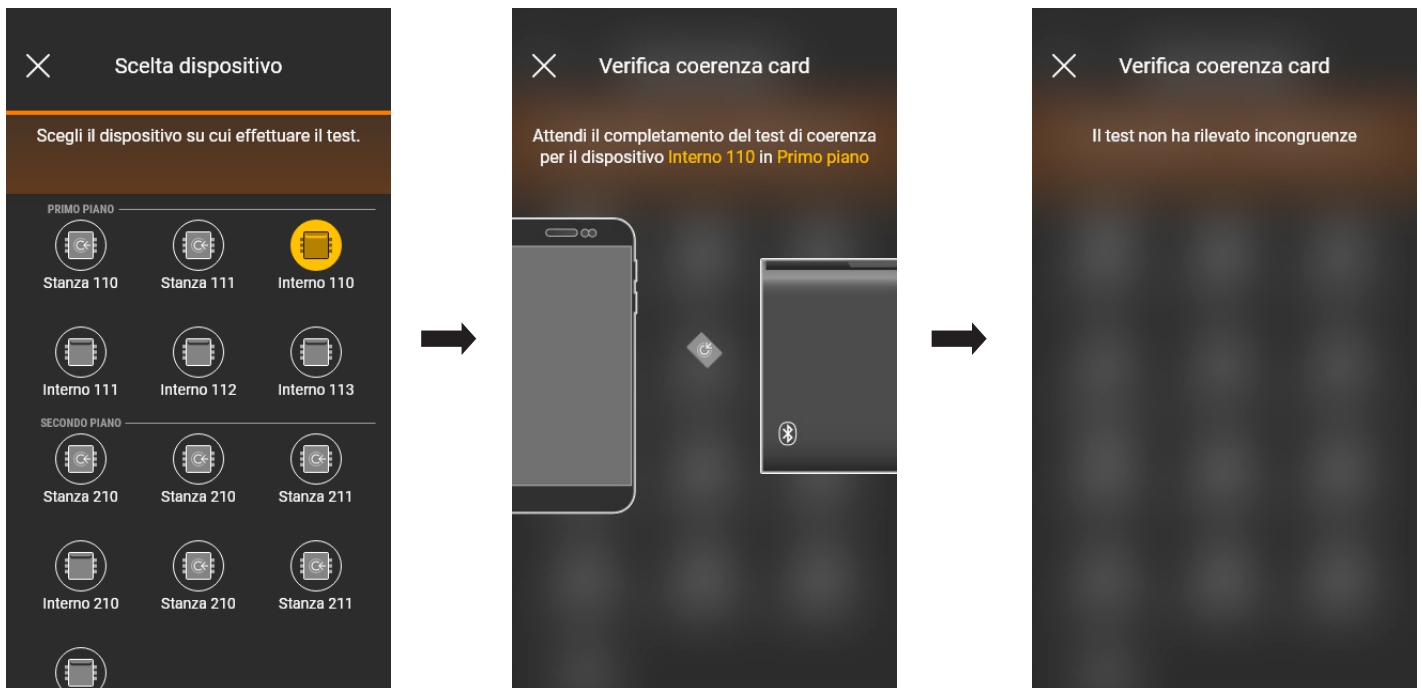 Scelta dispositivo
Scegli il dispositivo su cui effettuare il test.
PRIMO PIANO
Stanza 110
Stanza 111
Interno 110
Interno 111
Interno 112
Interno 113
SECONDO PIANO
Stanza 210
Stanza 210
Stanza 211
Interno 210
Stanza 210
Stanza 211
Verifica coerenza card
Attendi il completamento del test di coerenza
per il dispositivo Interno 110 in Primo piano
Verifica coerenza card
Il test non ha rilevato incongruenze